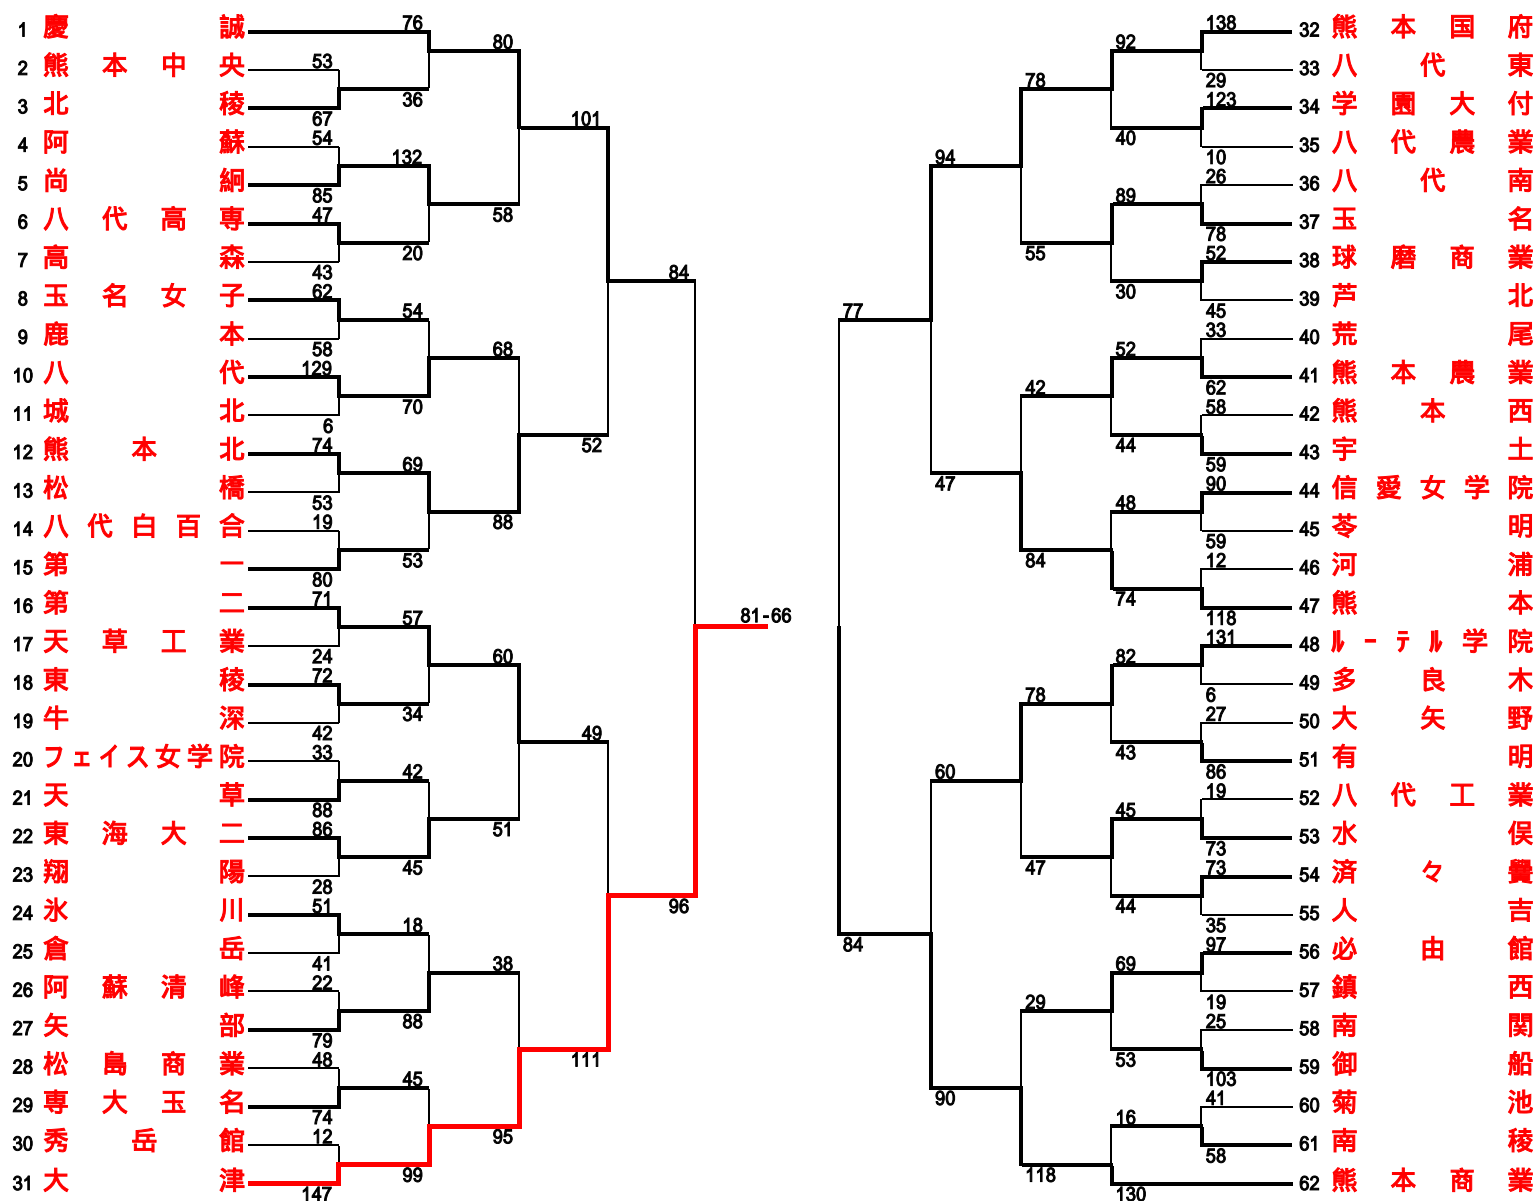 1 慶誠 76 80 138 32 熊本国府
92
2 熊本中央 53 33 八代東
36 78 29
3 北稜 67 123 34 学園大付
101
4 阿蘇 54 40 35 八代農業
132 94 10
5 尚絅 85 26 36 八代南
89
6 八代高専 47 58 37 玉名
20 55 78
7 高森 43 84 52 38 球磨商業
30
8 玉名女子 62 39 芦北
54 77 45
9 鹿本 58 68 33 40 荒尾
52
10 八代 129 41 熊本農業
70 42 62
11 城北 6 58 42 熊本西
52 44
12 熊本北 74 43 宇土
69 47 59
13 松橋 53 90 44 信愛女学院
48
14 八代白百合 19 88 45 苓明
53 84 59
15 第一 80 12 46 河浦
74
16 第二 71 47 熊本
57 81-66 118
17 天草工業 24 131 48 ルーテル学院
60 82
18 東稜 72 49 多良木
34 78 6
19 牛深 42 27 50 大矢野
49 43
20 フェイス女学院 33 51 有明
42 60 86
21 天草 88 19 52 八代工業
45
22 東海大二 86 51 53 水俣
45 47 73
23 翔陽 28 73 54 済々黌
44
24 氷川 51 96 55 人吉
18 84 35
25 倉岳 41 97 56 必由館
38 69
26 阿蘇清峰 22 57 鎮西
88 29 19
27 矢部 79 25 58 南関
53
28 松島商業 48 111 59 御船
45 90 103
29 専大玉名 74 41 60 菊池
16
30 秀岳館 12 95 61 南稜
99 118 58
31 大津 147 130 62 熊本商業